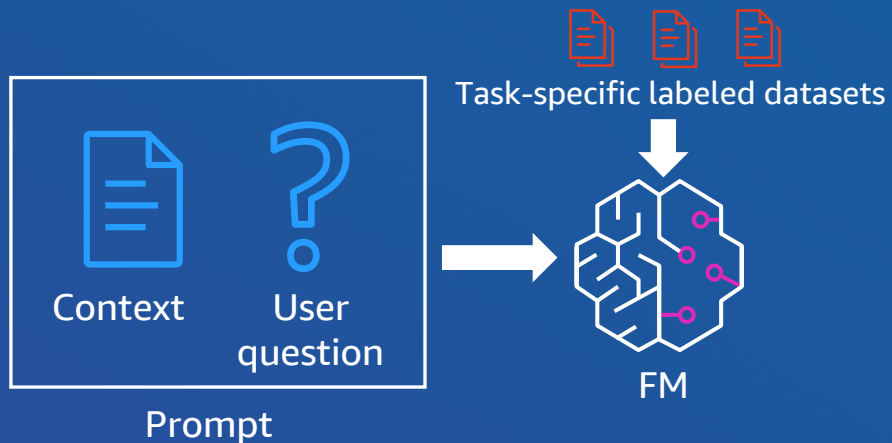 Task-specific labeled datasets
Context
User
question
FM
Prompt